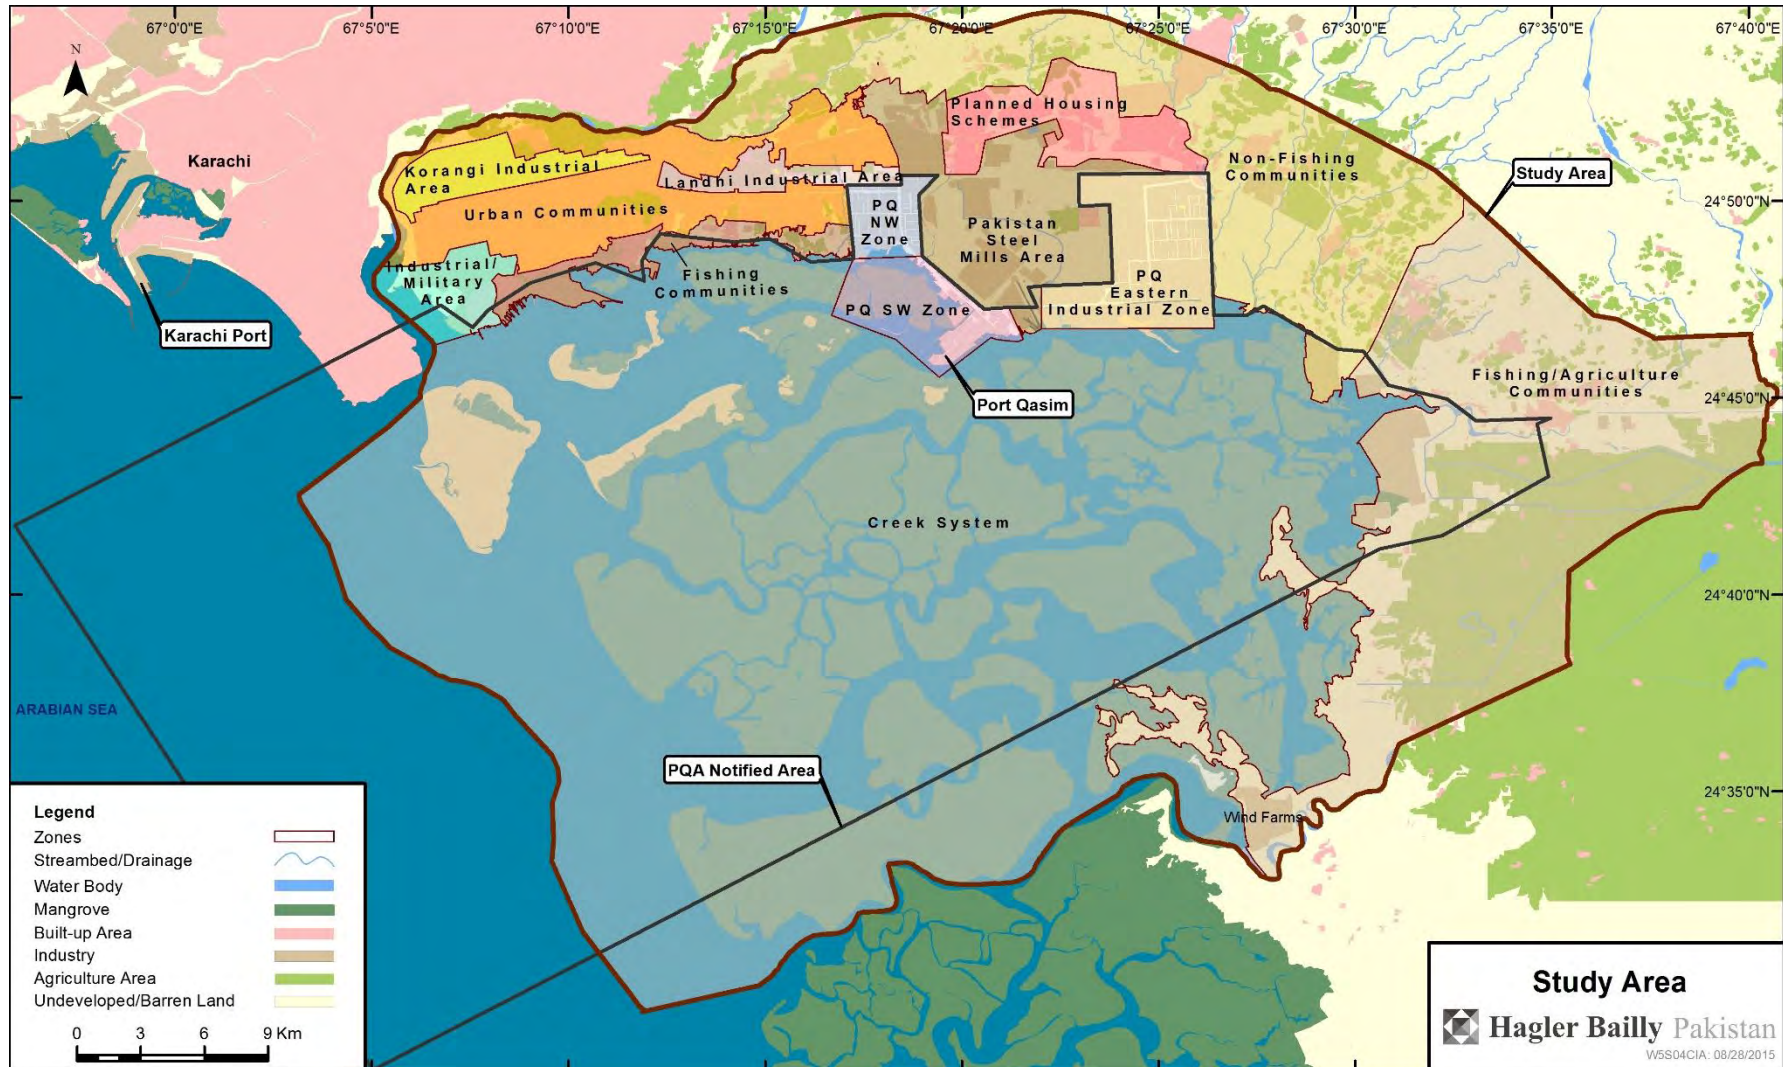 67°0'0"E
67°5'0"E
67°10'0"E
67°15'0"E
67°20'0"E
67°25'0"E
67°30'0"E
67°35'0"E
67°40'0"E
N
Karachi
Karachi Port
Korangi Industrial
Area
Landhi Industrial Area
Urban Communities
Industrial/
Military
Area
Fishing
Communities
PQ
NW
Zone
PQ SW Zone
Port Qasim
Pakistan
Steel
Mills Area
Planned Housing
Schemes
PQ
Eastern
Industrial Zone
Non-Fishing
Communities
Study Area
Fishing/Agriculture
Communities
24°50'0"N
24°45'0"N
24°40'0"N
24°35'0"N
Creek System
ARABIAN SEA
PQA Notified Area
Wind Farms
Legend
Zones
Streambed/Drainage
Water Body
Mangrove
Built-up Area
Industry
Agriculture Area
Undeveloped/Barren Land
0 3 6 9 Km
Study Area
Hagler Bailly Pakistan
W5S04CIA: 08/28/2015